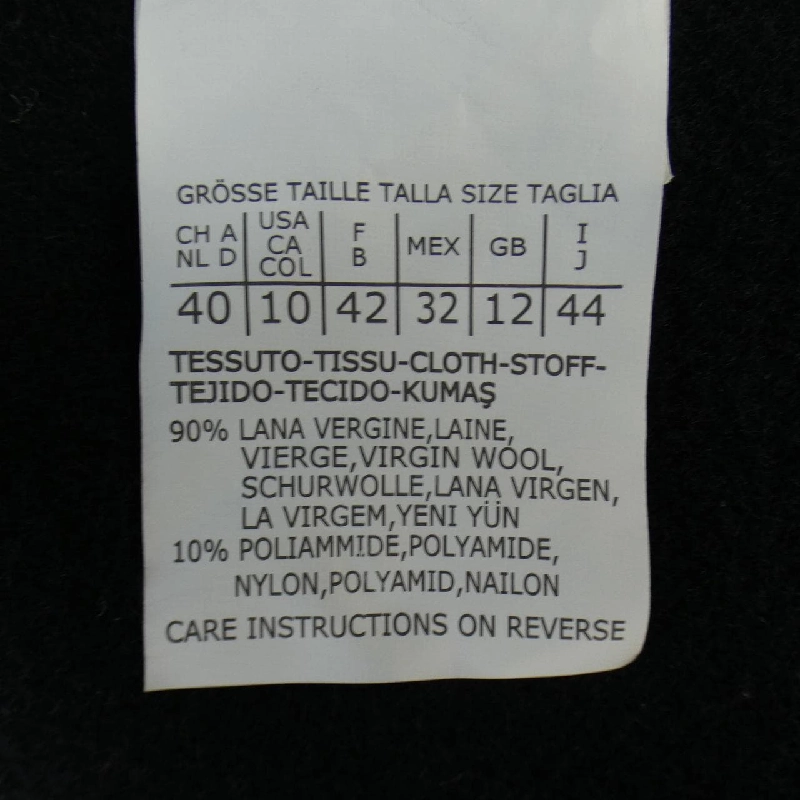 GRÖSSE TAILLE TALLA SIZE TAGLIA
CH A NL D | USA CA COL | F B | MEX | GB | I J
40 | 10 | 42 | 32 | 12 | 44
TESSUTO-TISSU-CLOTH-STOFF-
TEJIDO-TECIDO-KUMAŞ
90% LANA VERGINE,LAINE,
VIERGE,VIRGIN WOOL,
SCHURWOLLE,LANA VIRGEN,
LA VIRGEM,YENI YÜN
10% POLIAMMIDE,POLYAMIDE,
NYLON,POLYAMID,NAILON
CARE INSTRUCTIONS ON REVERSE